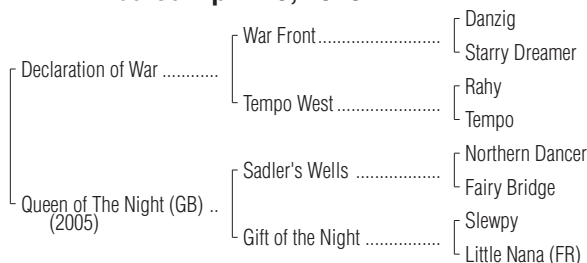 Danzig
War Front
Starry Dreamer
Declaration of War
Rahy
Tempo West
Tempo
Northern Dancer
Sadler's Wells
Fairy Bridge
Queen of The Night (GB)
(2005)
Slewpy
Gift of the Night
Little Nana (FR)